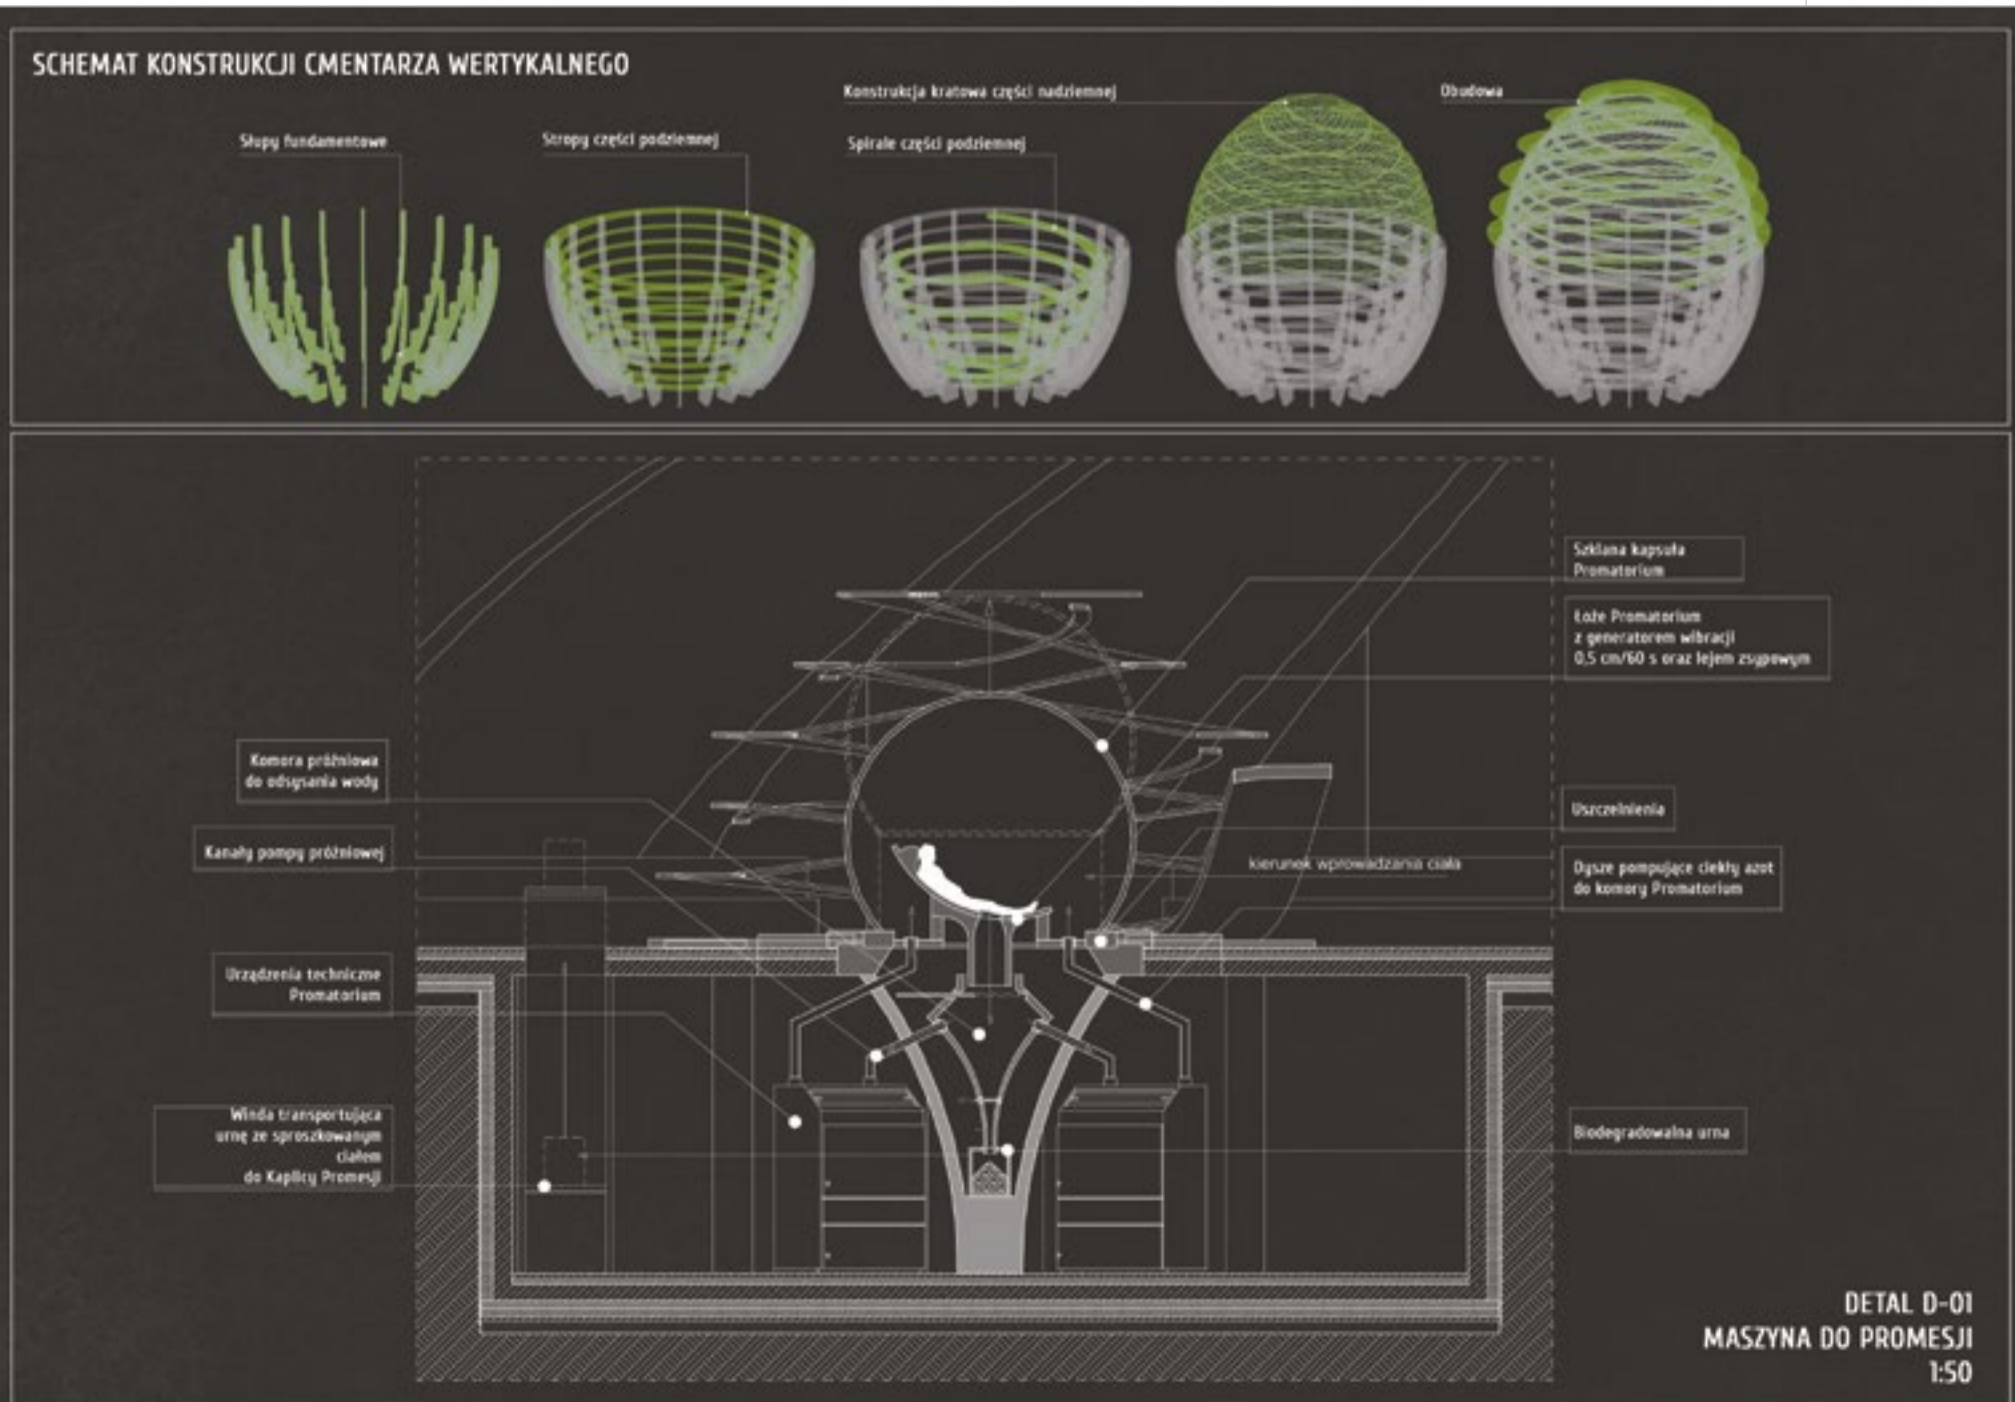 SCHEMAT KONSTRUKCJI CMENTARZA WERTYKALNEGO
Słupy fundamentowe
Stropy części podziemnej
Konstrukcja kratowa części nadziemnej
Spirale części podziemnej
Obudowa
Szklana kapsuła
Promatorium
Łoże Promatorium
z generatorem wibracji
0,5 cm/60 s oraz lejem zsypowym
Komora próżniowa
do odsysania wody
Kanały pompy próżniowej
Uszczelnienia
kierunek wprowadzania ciała
Dysze pompujące ciekły azot
do komory Promatorium
Urządzenia techniczne
Promatorium
Winda transportująca
urnę ze sproszkowanym
ciałem
do Kaplicy Promesji
Biodegradowalna urna
DETAL D-01
MASZYNA DO PROMESJI
1:50